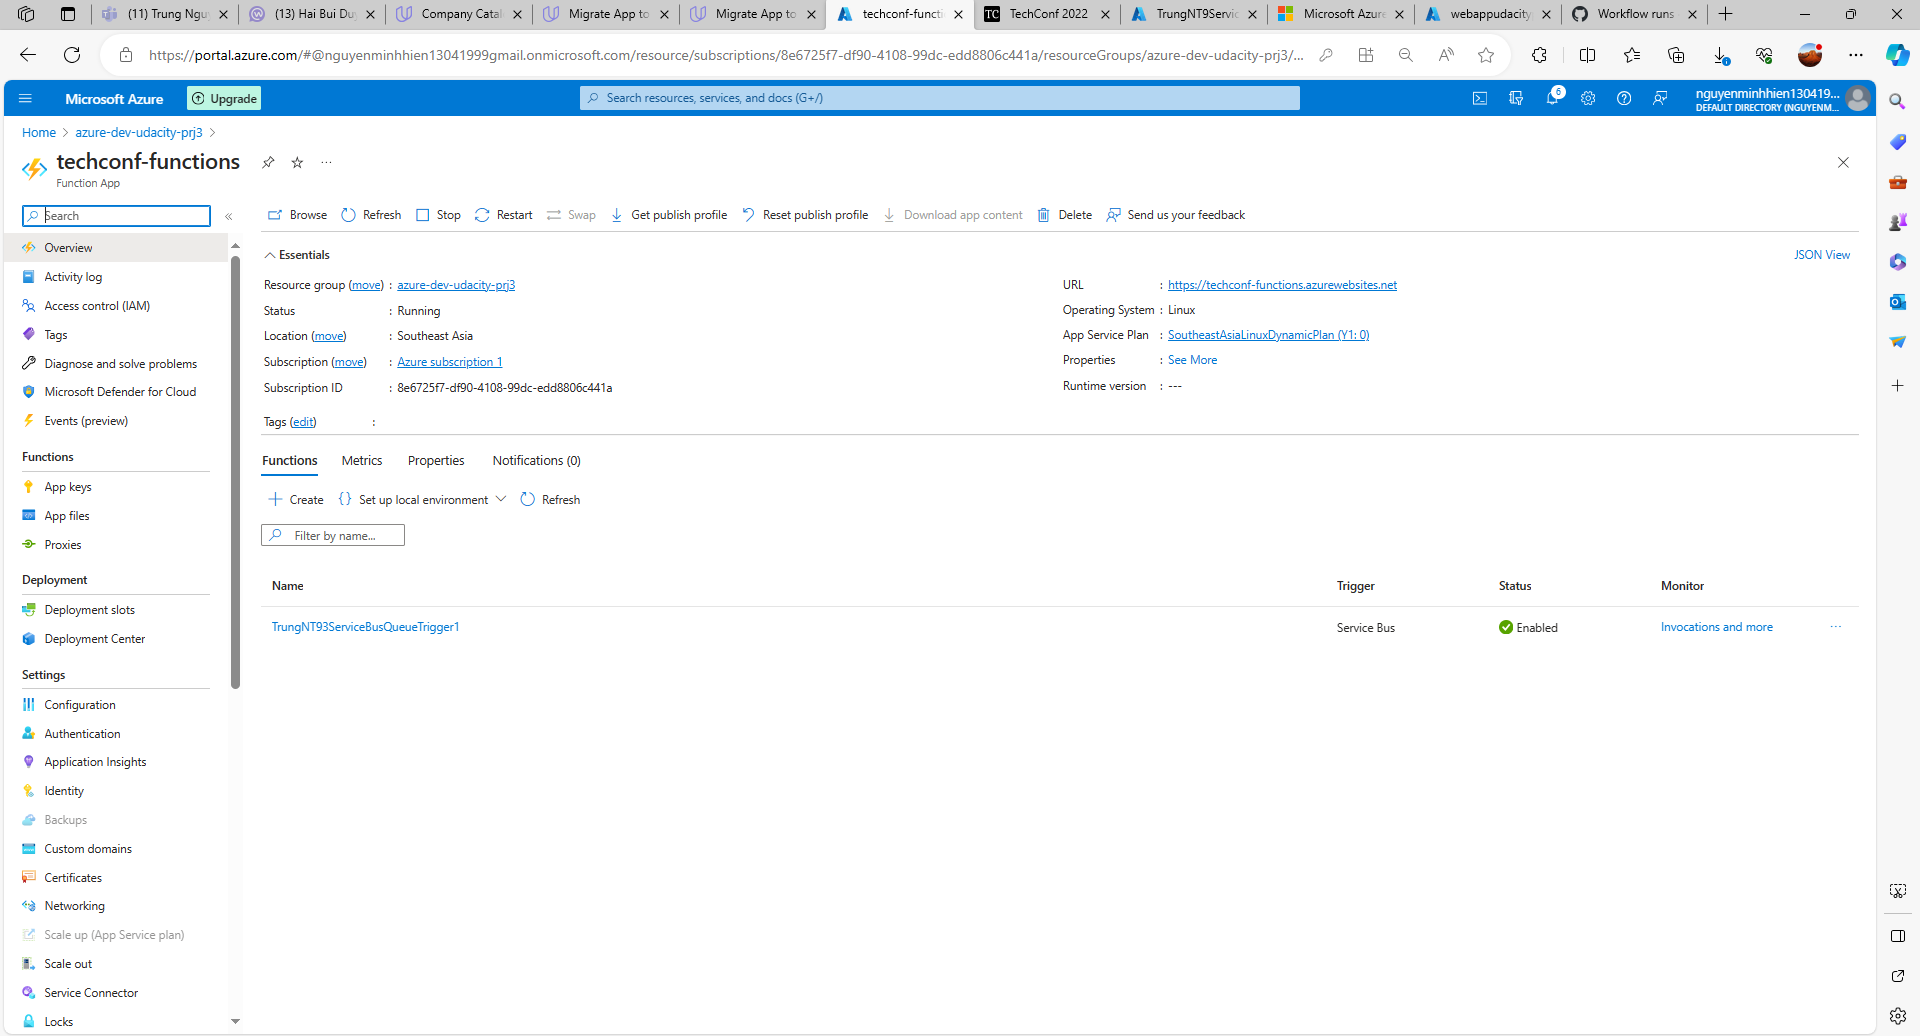 (11) Trung Ngu
(13) Hai Bui Du
Company Catal
Migrate App to
Migrate App to
techconf-functi
TC TechConf 2022
TrungNT9Servic
Microsoft Azure
webappudacity
Workflow runs
https://portal.azure.com/#@nguyenminhhien13041999gmail.onmicrosoft.com/resource/subscriptions/8e6725f7-df90-4108-99dc-edd8806c441a/resourceGroups/azure-dev-udacity-prj3/...
Microsoft Azure
Upgrade
Search resources, services, and docs (G+/)
6
nguyenminhhien130419...
DEFAULT DIRECTORY (NGUYENM...
Home > azure-dev-udacity-prj3 >
techconf-functions
Function App
Search
Browse Refresh Stop Restart Swap Get publish profile Reset publish profile Download app content Delete Send us your feedback
Overview
Activity log
Access control (IAM)
Tags
Diagnose and solve problems
Microsoft Defender for Cloud
Events (preview)
Functions
App keys
App files
Proxies
Deployment
Deployment slots
Deployment Center
Settings
Configuration
Authentication
Application Insights
Identity
Backups
Custom domains
Certificates
Networking
Scale up (App Service plan)
Scale out
Service Connector
Locks
Essentials
JSON View
Resource group (move) : azure-dev-udacity-prj3
Status : Running
Location (move) : Southeast Asia
Subscription (move) : Azure subscription 1
Subscription ID : 8e6725f7-df90-4108-99dc-edd8806c441a
Tags (edit) :
URL : https://techconf-functions.azurewebsites.net
Operating System : Linux
App Service Plan : SoutheastAsiaLinuxDynamicPlan (Y1: 0)
Properties : See More
Runtime version : ---
Functions Metrics Properties Notifications (0)
Create {} Set up local environment Refresh
Filter by name...
Name Trigger Status Monitor
TrungNT93ServiceBusQueueTrigger1 Service Bus Enabled Invocations and more ...